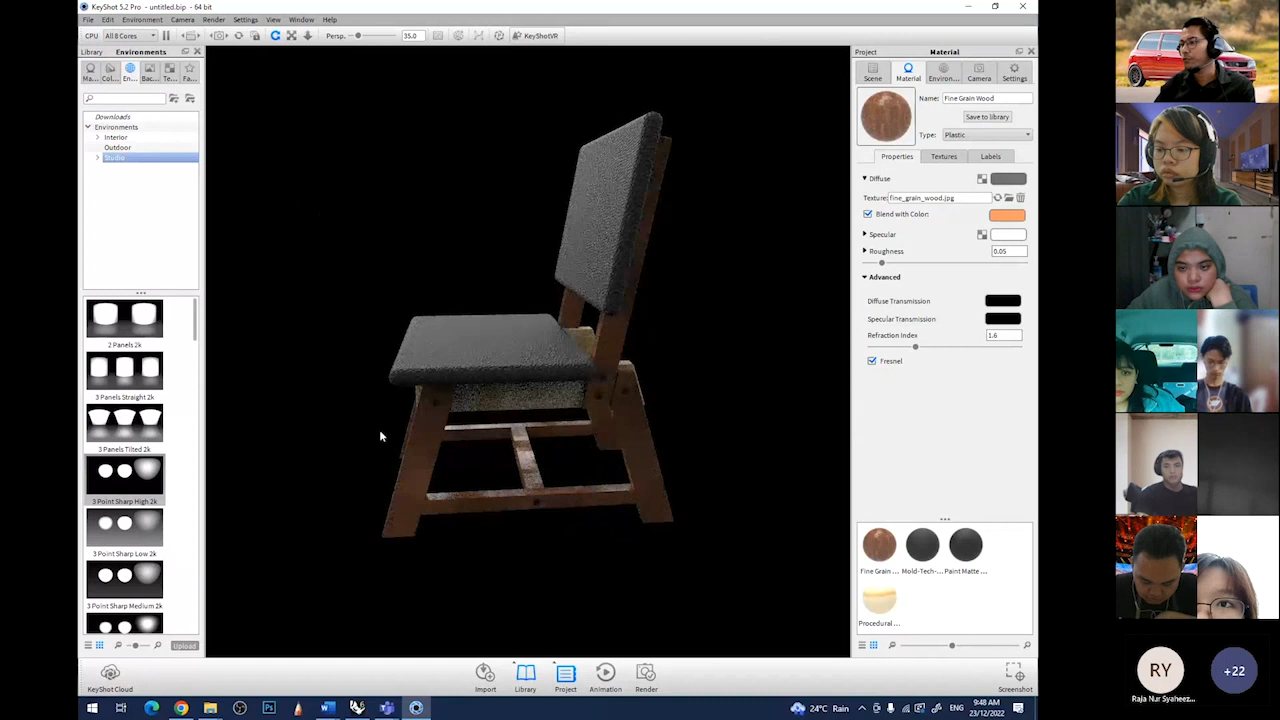 KeyShot 5.2 Pro - untitled.bip - 64 bit
File Edit Environment Camera Render Settings View Window Help
CPU All 8 Cores Persp. 35.0 KeyShotVR
Library Environments
Ma... Col... En... Bac... Te... Fa...
Downloads
Environments
Interior
Outdoor
Studio
2 Panels 2k
3 Panels Straight 2k
3 Panels Tilted 2k
3 Point Sharp High 2k
3 Point Sharp Low 2k
3 Point Sharp Medium 2k
Upload
Project Material
Scene Material Environ... Camera Settings
Name: Fine Grain Wood
Save to library
Type: Plastic
Properties Textures Labels
Diffuse
Texture: fine_grain_wood.jpg
Blend with Color:
Specular
Roughness 0.05
Advanced
Diffuse Transmission
Specular Transmission
Refraction Index 1.6
Fresnel
Fine Grain ... Mold-Tech-... Paint Matte ...
Procedural ...
KeyShot Cloud Import Library Project Animation Render Screenshot
24°C Rain ENG 9:48 AM
23/12/2022
RY +22
Raja Nur Syaheez...